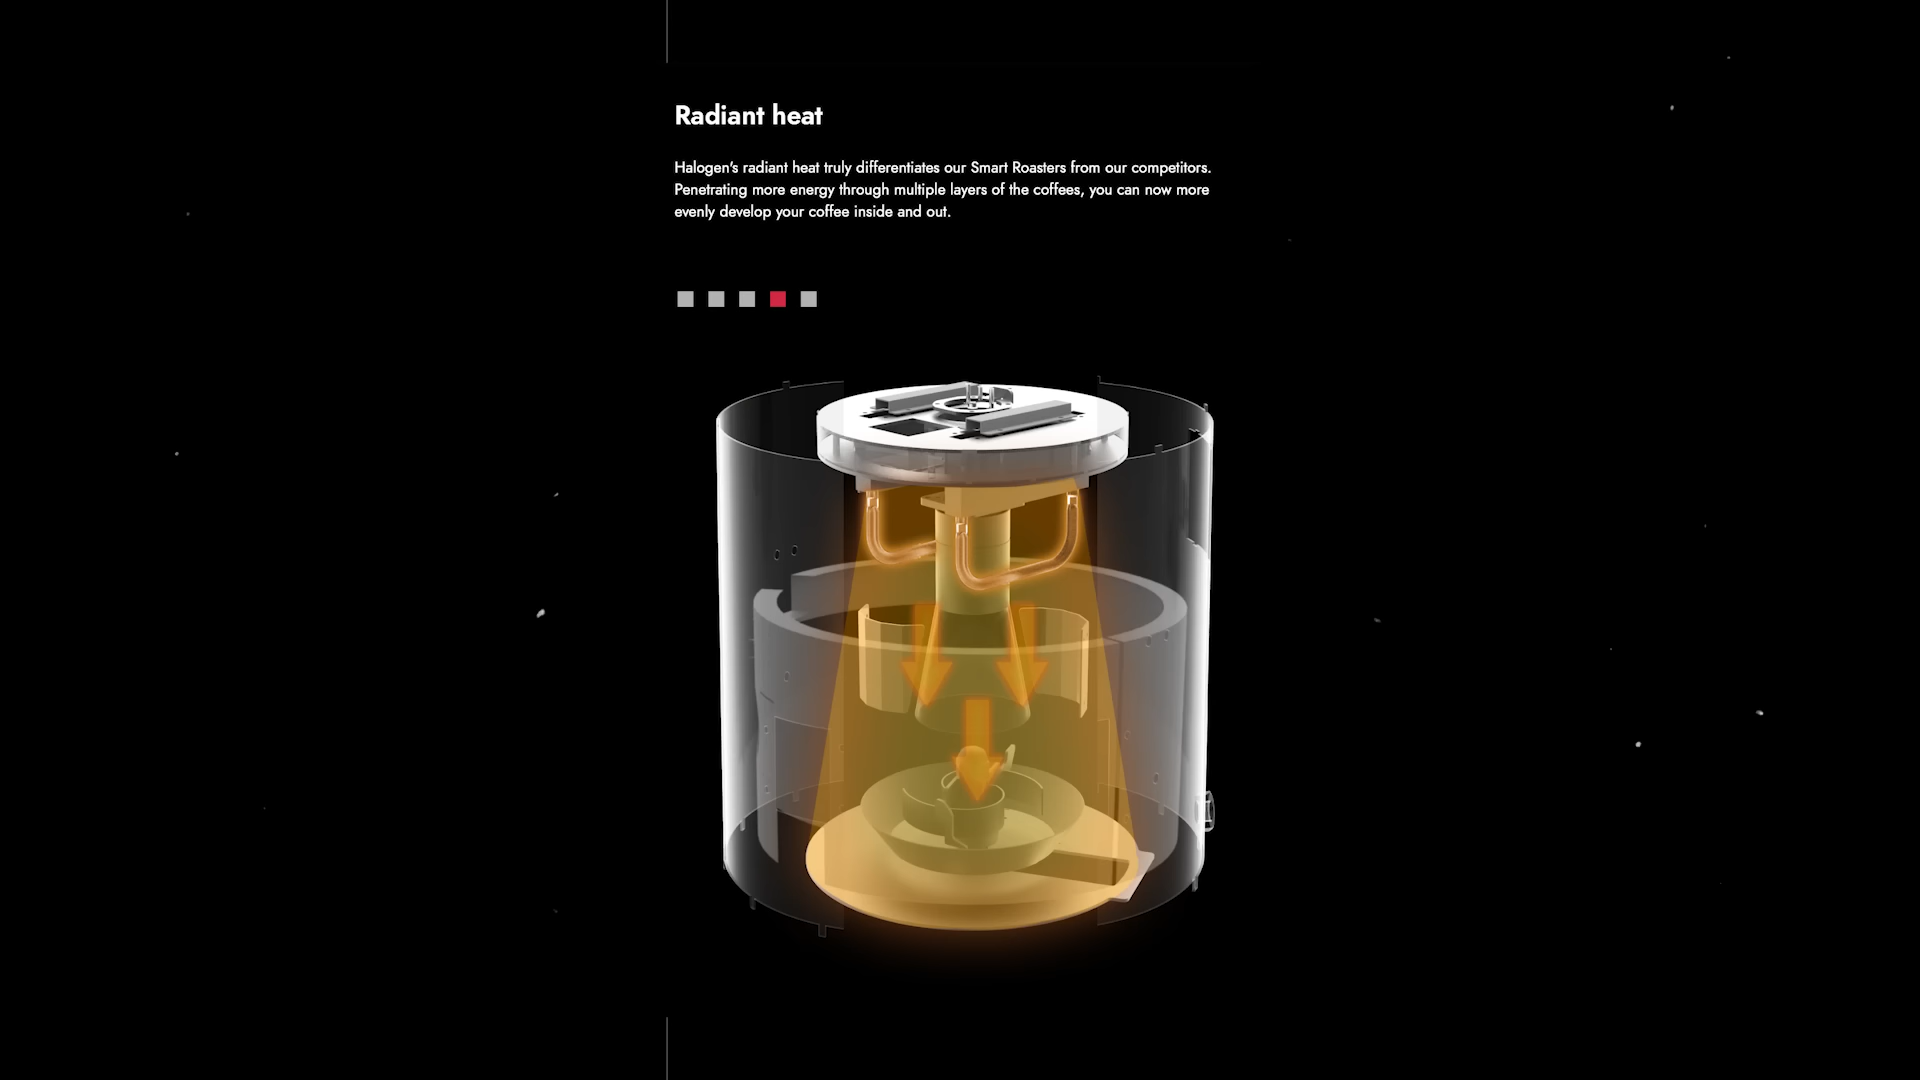 Radiant heat
Halogen's radiant heat truly differentiates our Smart Roasters from our competitors.
Penetrating more energy through multiple layers of the coffees, you can now more
evenly develop your coffee inside and out.